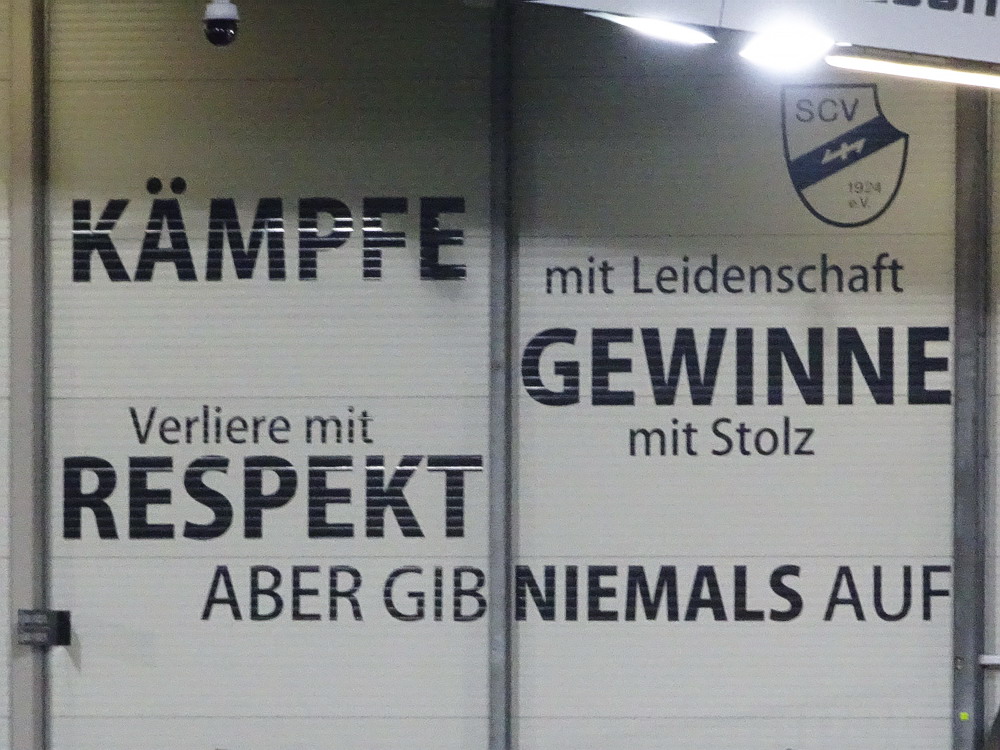 SCV
1924
e.V.
KÄMPFE
mit Leidenschaft
GEWINNE
mit Stolz
Verliere mit
RESPEKT
ABER GIB NIEMALS AUF